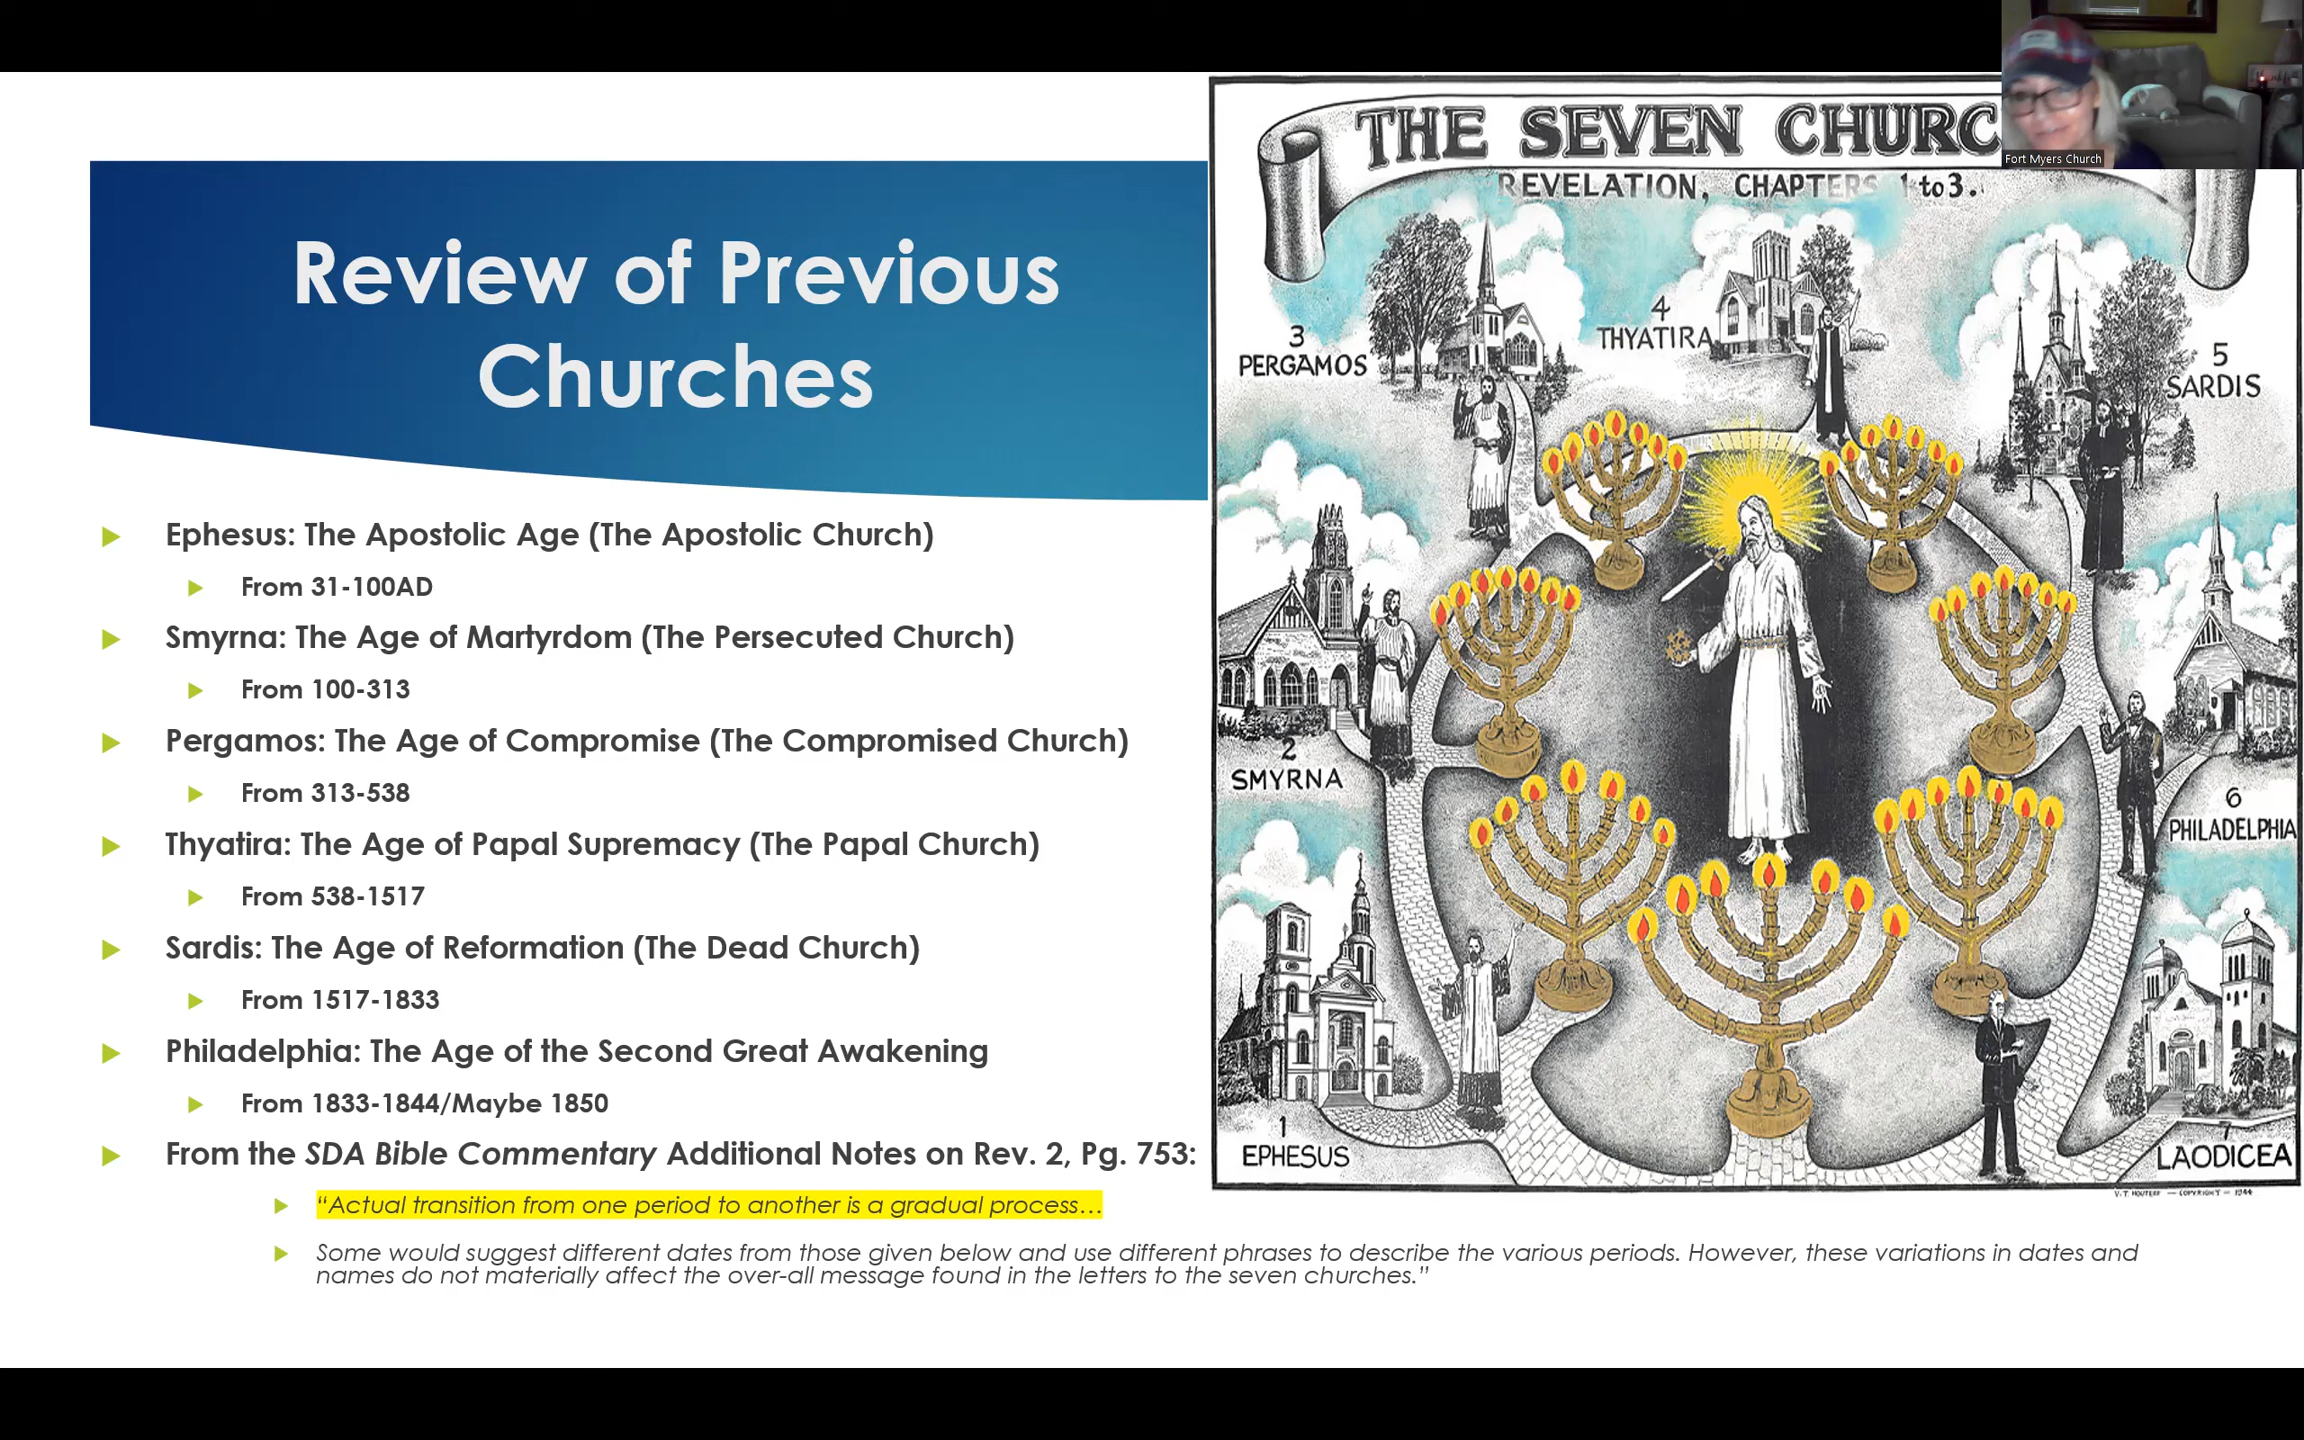 Review of Previous
Churches
Ephesus: The Apostolic Age (The Apostolic Church)
From 31-100AD
Smyrna: The Age of Martyrdom (The Persecuted Church)
From 100-313
Pergamos: The Age of Compromise (The Compromised Church)
From 313-538
Thyatira: The Age of Papal Supremacy (The Papal Church)
From 538-1517
Sardis: The Age of Reformation (The Dead Church)
From 1517-1833
Philadelphia: The Age of the Second Great Awakening
From 1833-1844/Maybe 1850
From the SDA Bible Commentary Additional Notes on Rev. 2, Pg. 753:
“Actual transition from one period to another is a gradual process…
Some would suggest different dates from those given below and use different phrases to describe the various periods. However, these variations in dates and
names do not materially affect the over-all message found in the letters to the seven churches.”
THE SEVEN CHURC
REVELATION, CHAPTERS 1 to 3.
3
PERGAMOS
4
THYATIRA
5
SARDIS
2
SMYRNA
6
PHILADELPHIA
1
EPHESUS
7
LAODICEA
V.T. HOUTEFF — COPYRIGHT — 1944
Fort Myers Church